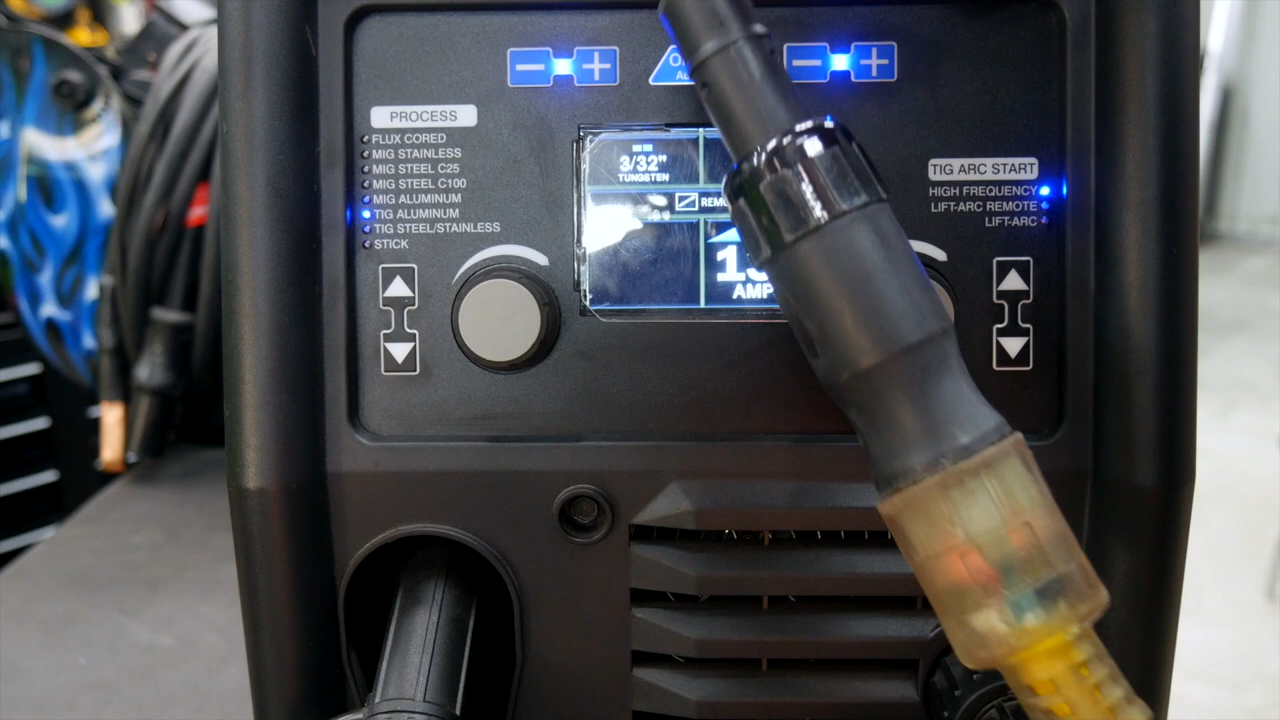 PROCESS
FLUX CORED
MIG STAINLESS
MIG STEEL C25
MIG STEEL C100
MIG ALUMINUM
TIG ALUMINUM
TIG STEEL/STAINLESS
STICK
3/32"
TUNGSTEN
TIG ARC START
HIGH FREQUENCY
LIFT-ARC REMOTE
LIFT-ARC